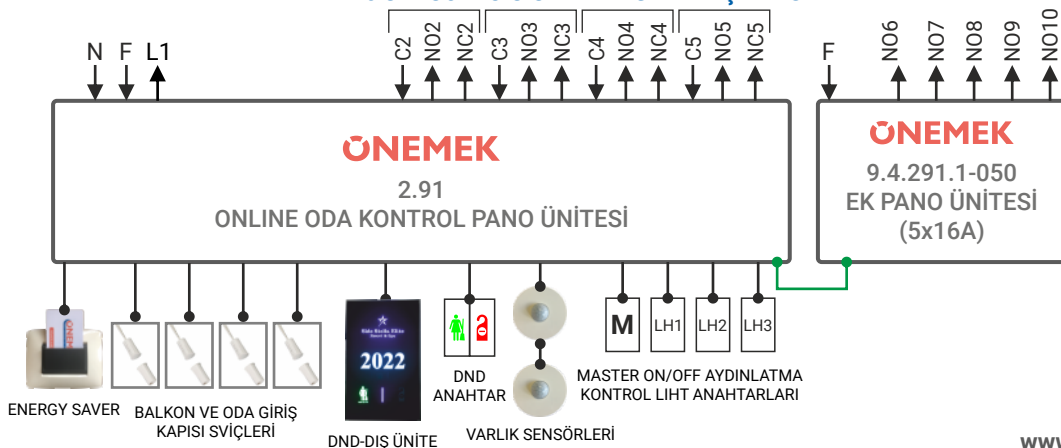 N F L1 C2 NO2 NC2 C3 NO3 NC3 C4 NO4 NC4 C5 NO5 NC5 F NO6 NO7 NO8 NO9 NO10
ÖNEMEK
2.91
ONLINE ODA KONTROL PANO ÜNİTESİ
ÖNEMEK
9.4.291.1-050
EK PANO ÜNİTESİ
(5x16A)
2022
M LH1 LH2 LH3
ENERGY SAVER
BALKON VE ODA GİRİŞ
KAPISI SVİÇLERİ
DND-DIŞ ÜNİTE
DND
ANAHTAR
VARLIK SENSÖRLERİ
MASTER ON/OFF AYDINLATMA
KONTROL LIHT ANAHTARLARI
www